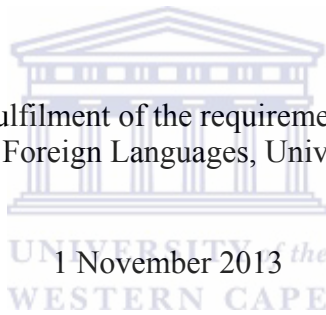 ulfilment of the requireme
Foreign Languages, Univ
UNIVERSITY of the
1 November 2013
WESTERN CAPE